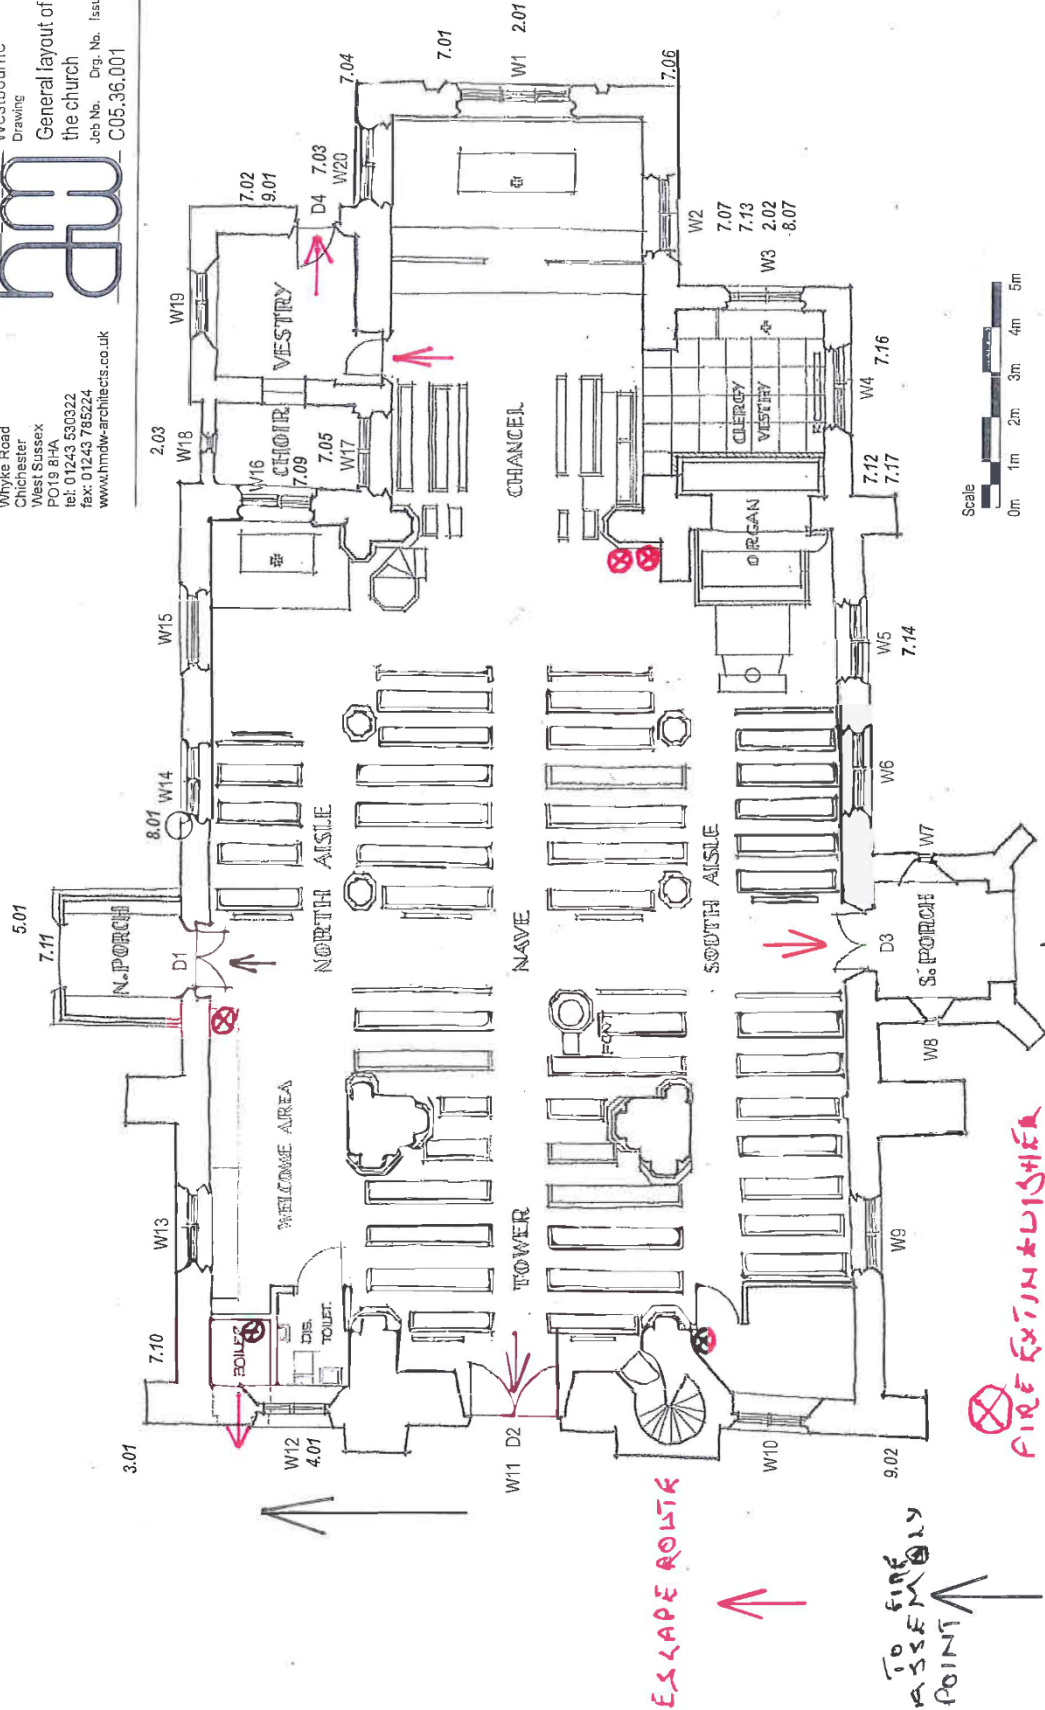 Whyke Road
Chichester
West Sussex
PO19 8HA
tel: 01243 530322
fax: 01243 785224
www.hmdw-architects.co.uk
Westbourne
Drawing
General layout of
the church
Job No. Drg. No. Issu
C05.36.001
2.03
W18
W19
7.02
9.01
D4
7.03
W20
7.04
7.01
W1
2.01
7.06
VESTRY
CHOIR
W16
7.09
7.05
W17
CHANCEL
W2
7.07
7.13
2.02
8.07
W3
CLERGY
VESTRY
W4
7.16
7.12
7.17
ORGAN
W5
7.14
W6
W15
W14
8.01
5.01
7.11
N.PORCH
D1
NORTH AISLE
NAVE
SOUTH AISLE
FONT
D3
S.PORCH
W7
W8
W9
WELCOME AREA
W13
7.10
BOILER
DIS.
TOILET.
TOWER
3.01
W12
4.01
W11
D2
W10
9.02
Scale
0m 1m 2m 3m 4m 5m
ESCAPE ROUTE
TO FIRE
ASSEMBLY
POINT
FIRE EXTINGUISHER